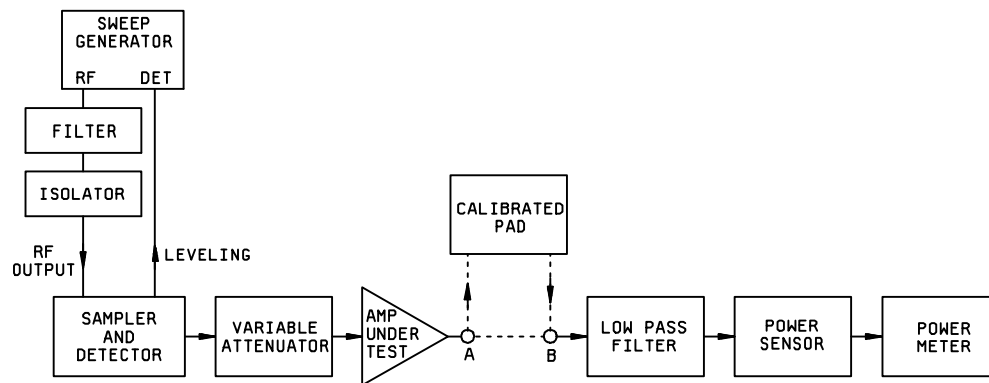 SWEEP
GENERATOR
RF DET
FILTER
ISOLATOR
RF
OUTPUT
LEVELING
CALIBRATED
PAD
SAMPLER
AND
DETECTOR
VARIABLE
ATTENUATOR
AMP
UNDER
TEST
A
B
LOW PASS
FILTER
POWER
SENSOR
POWER
METER